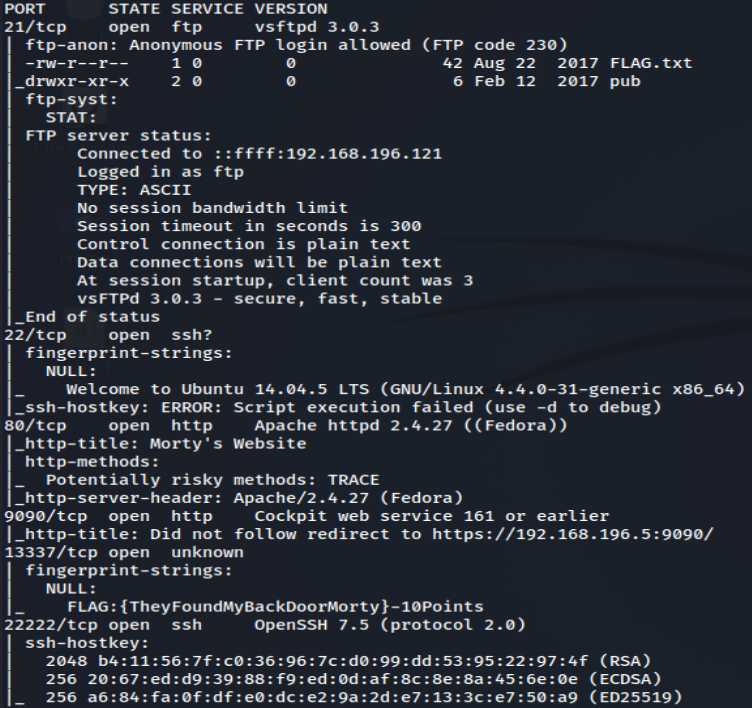 PORT      STATE SERVICE VERSION
21/tcp    open  ftp     vsftpd 3.0.3
| ftp-anon: Anonymous FTP login allowed (FTP code 230)
| -rw-r--r--    1 0        0              42 Aug 22  2017 FLAG.txt
|_drwxr-xr-x    2 0        0               6 Feb 12  2017 pub
| ftp-syst:
|   STAT:
| FTP server status:
|      Connected to ::ffff:192.168.196.121
|      Logged in as ftp
|      TYPE: ASCII
|      No session bandwidth limit
|      Session timeout in seconds is 300
|      Control connection is plain text
|      Data connections will be plain text
|      At session startup, client count was 3
|      vsFTPd 3.0.3 - secure, fast, stable
|_End of status
22/tcp    open  ssh?
| fingerprint-strings:
|   NULL:
|_    Welcome to Ubuntu 14.04.5 LTS (GNU/Linux 4.4.0-31-generic x86_64)
|_ssh-hostkey: ERROR: Script execution failed (use -d to debug)
80/tcp    open  http    Apache httpd 2.4.27 ((Fedora))
|_http-title: Morty's Website
| http-methods:
|_  Potentially risky methods: TRACE
|_http-server-header: Apache/2.4.27 (Fedora)
9090/tcp  open  http    Cockpit web service 161 or earlier
|_http-title: Did not follow redirect to https://192.168.196.5:9090/
13337/tcp open  unknown
| fingerprint-strings:
|   NULL:
|_    FLAG:{TheyFoundMyBackDoorMorty}-10Points
22222/tcp open  ssh     OpenSSH 7.5 (protocol 2.0)
| ssh-hostkey:
|   2048 b4:11:56:7f:c0:36:96:7c:d0:99:dd:53:95:22:97:4f (RSA)
|   256 20:67:ed:d9:39:88:f9:ed:0d:af:8c:8e:8a:45:6e:0e (ECDSA)
|_  256 a6:84:fa:0f:df:e0:dc:e2:9a:2d:e7:13:3c:e7:50:a9 (ED25519)